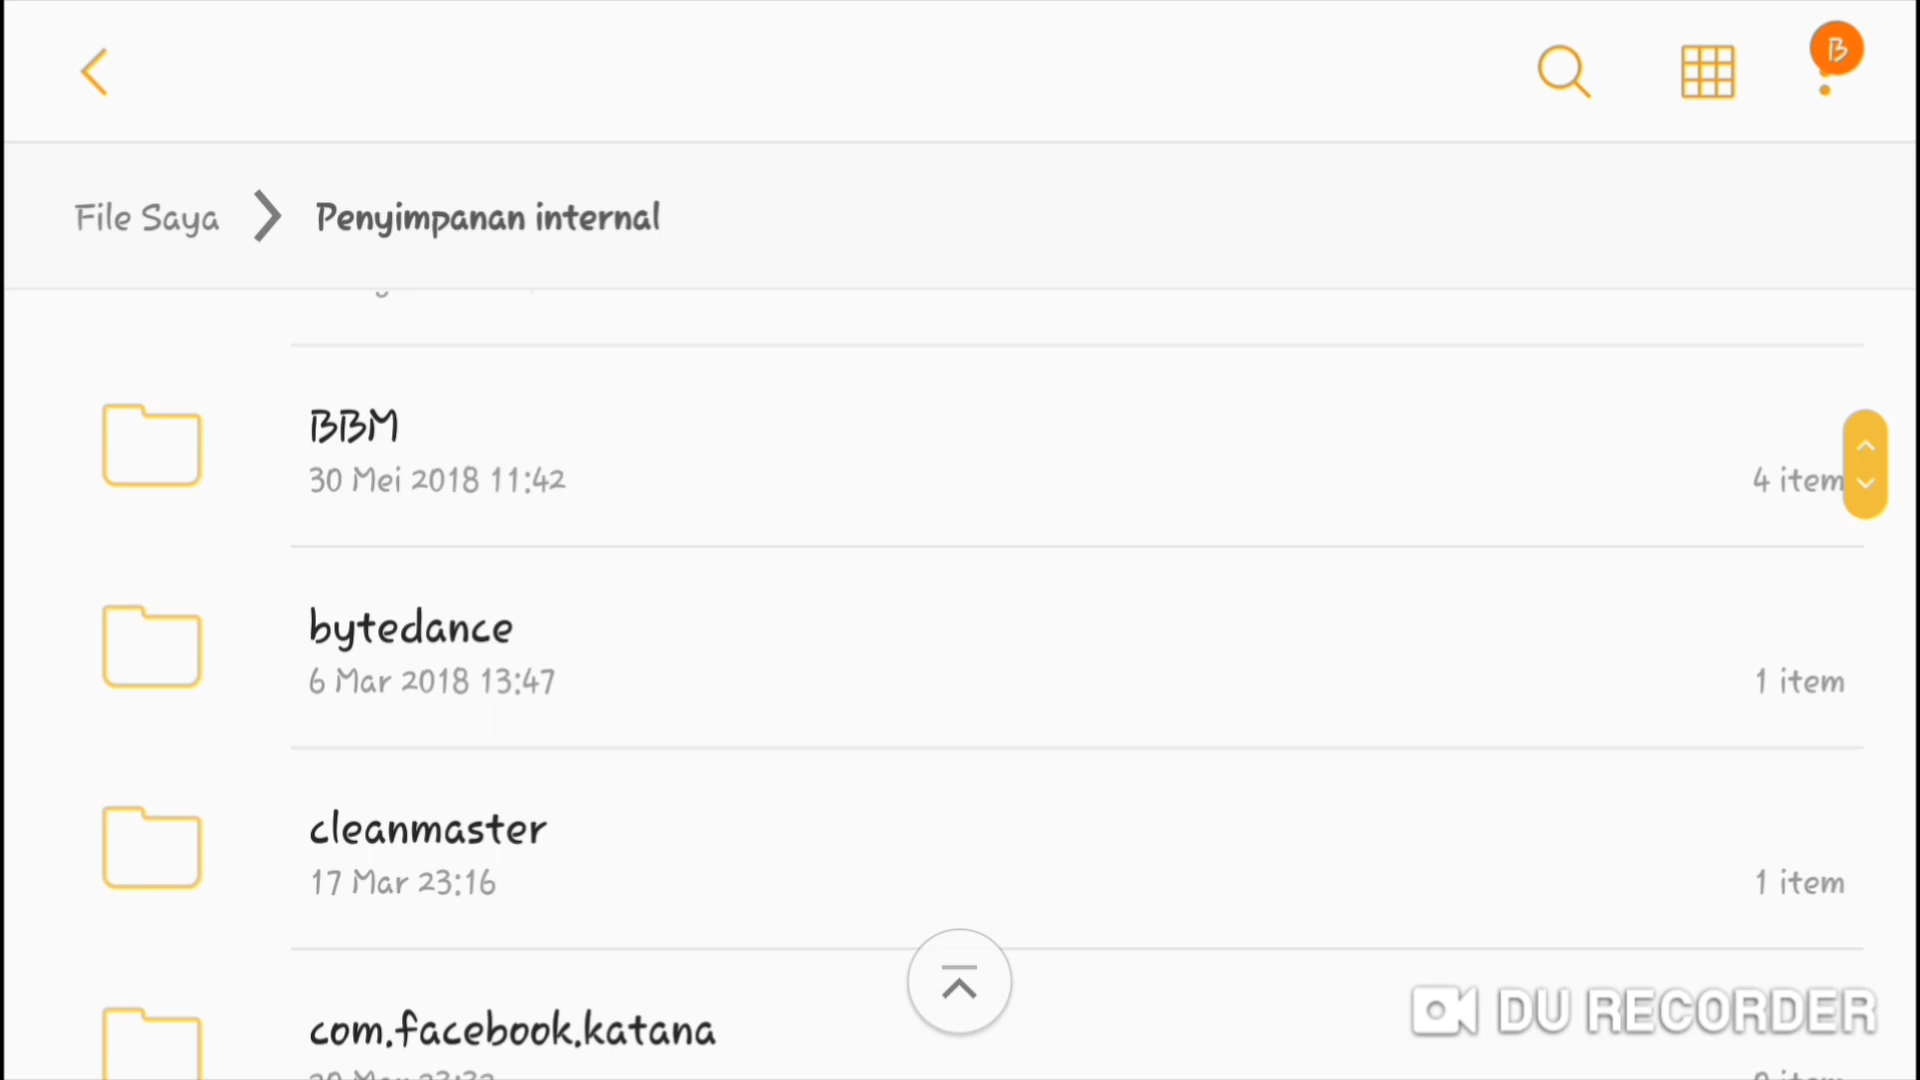 B
File Saya
Penyimpanan internal
BBM
30 Mei 2018 11:42
4 item
bytedance
6 Mar 2018 13:47
1 item
cleanmaster
17 Mar 23:16
1 item
com.facebook.katana
DU RECORDER